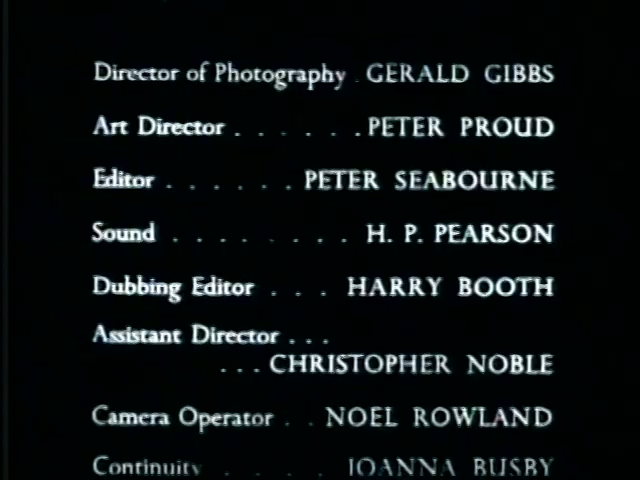 Director of Photography . GERALD GIBBS
Art Director . . . . . . PETER PROUD
Editor . . . . . . PETER SEABOURNE
Sound . . . . . . . . H. P. PEARSON
Dubbing Editor . . . HARRY BOOTH
Assistant Director . . .
. . . CHRISTOPHER NOBLE
Camera Operator . . NOEL ROWLAND
Continuity . . . . JOANNA BUSBY